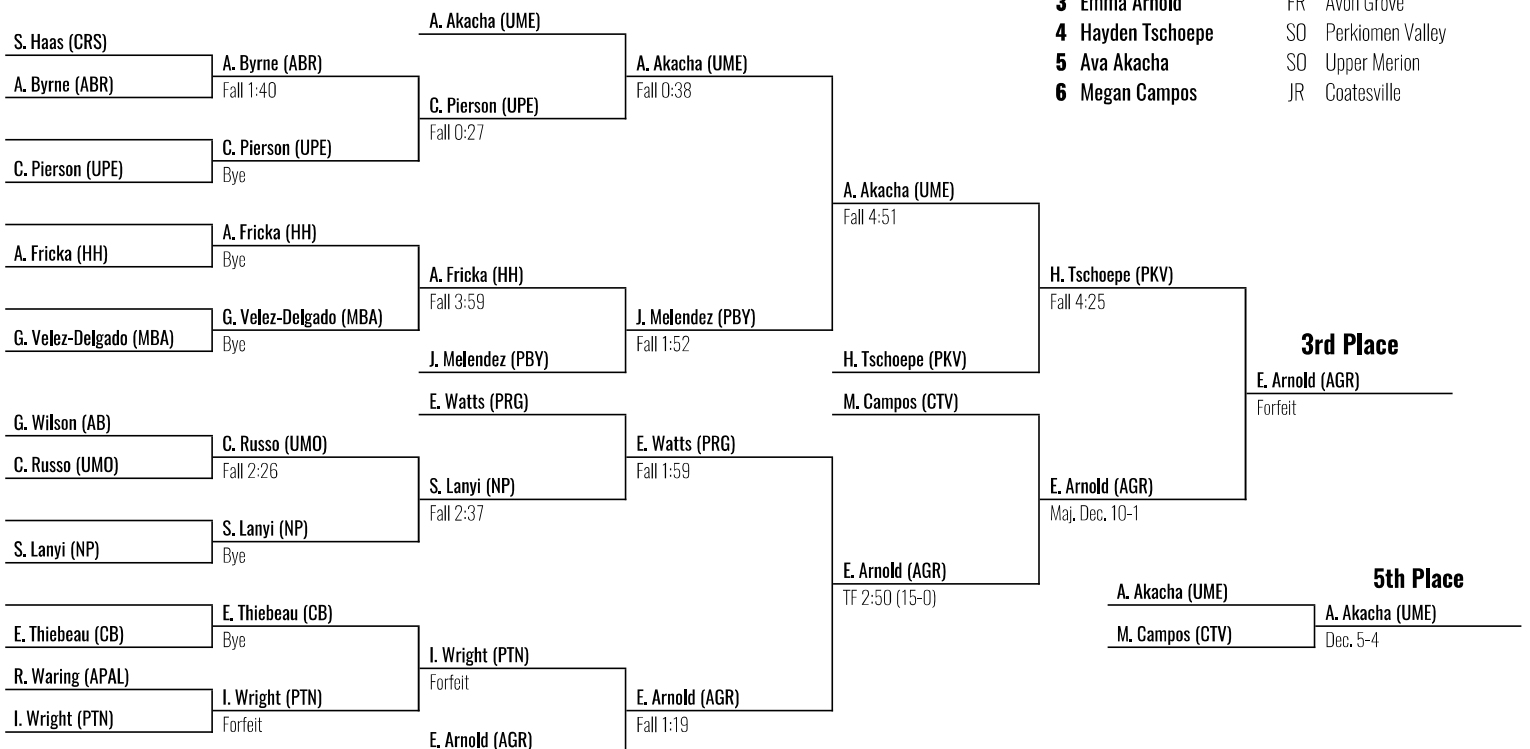 3 Emma Arnold FR Avon Grove
4 Hayden Tschoepe SO Perkiomen Valley
5 Ava Akacha SO Upper Merion
6 Megan Campos JR Coatesville
S. Haas (CRS)
A. Byrne (ABR)
C. Pierson (UPE)
A. Fricka (HH)
G. Velez-Delgado (MBA)
G. Wilson (AB)
C. Russo (UMO)
S. Lanyi (NP)
E. Thiebeau (CB)
R. Waring (APAL)
I. Wright (PTN)
A. Byrne (ABR)
Fall 1:40
C. Pierson (UPE)
Bye
A. Fricka (HH)
Bye
G. Velez-Delgado (MBA)
Bye
C. Russo (UMO)
Fall 2:26
S. Lanyi (NP)
Bye
E. Thiebeau (CB)
Bye
I. Wright (PTN)
Forfeit
A. Akacha (UME)
C. Pierson (UPE)
Fall 0:27
A. Fricka (HH)
Fall 3:59
J. Melendez (PBY)
E. Watts (PRG)
S. Lanyi (NP)
Fall 2:37
I. Wright (PTN)
Forfeit
E. Arnold (AGR)
A. Akacha (UME)
Fall 0:38
J. Melendez (PBY)
Fall 1:52
E. Watts (PRG)
Fall 1:59
E. Arnold (AGR)
Fall 1:19
A. Akacha (UME)
Fall 4:51
H. Tschoepe (PKV)
M. Campos (CTV)
E. Arnold (AGR)
TF 2:50 (15-0)
H. Tschoepe (PKV)
Fall 4:25
E. Arnold (AGR)
Maj. Dec. 10-1
3rd Place
E. Arnold (AGR)
Forfeit
5th Place
A. Akacha (UME)
M. Campos (CTV)
A. Akacha (UME)
Dec. 5-4